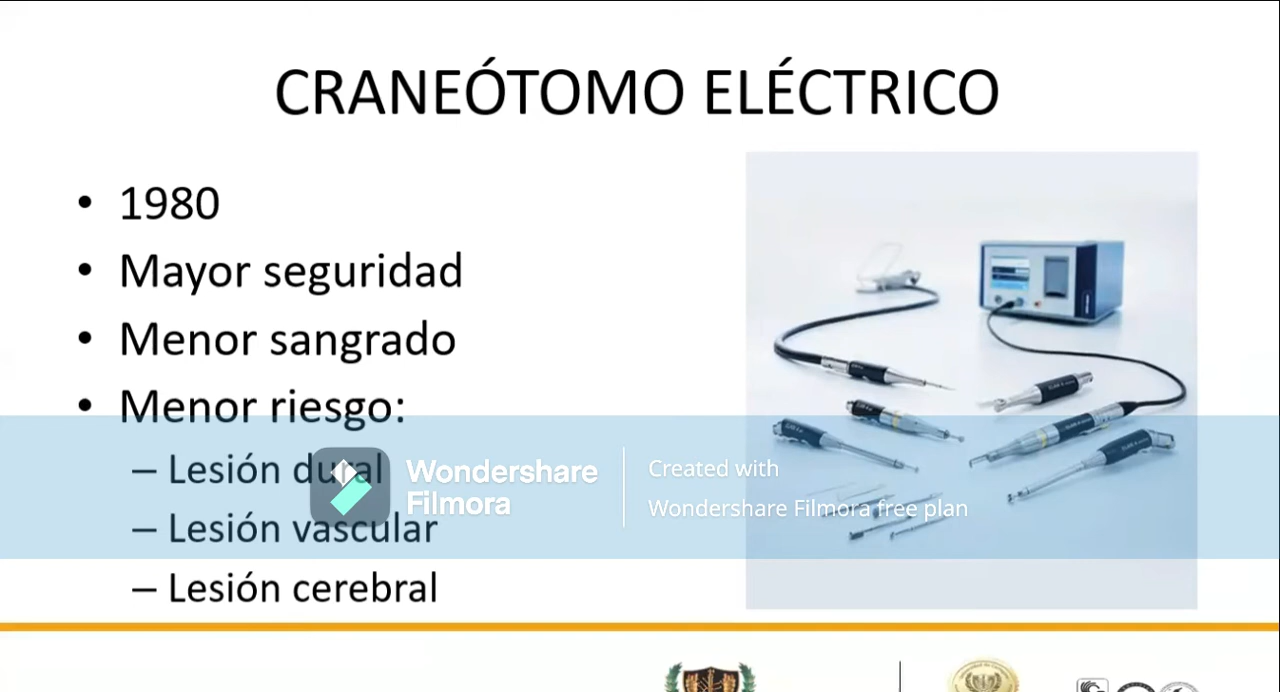 CRANEÓTOMO ELÉCTRICO
• 1980
• Mayor seguridad
• Menor sangrado
• Menor riesgo:
– Lesión dural
– Lesión vascular
– Lesión cerebral
Wondershare
Filmora
Created with
Wondershare Filmora free plan